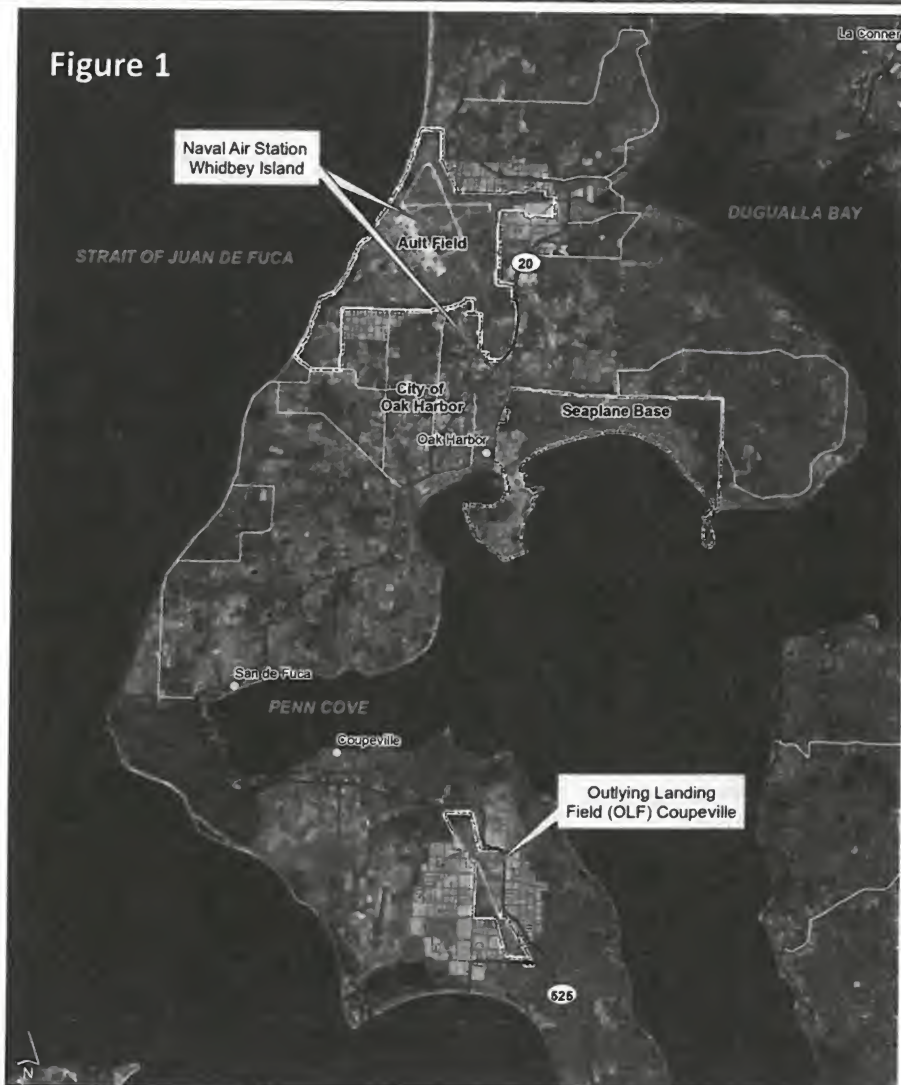 Figure 1
La Conner
Naval Air Station
Whidbey Island
DUGUALLA BAY
STRAIT OF JUAN DE FUCA
Ault Field
20
City of
Oak Harbor
Seaplane Base
Oak Harbor
San de Fuca
PENN COVE
Coupeville
Outlying Landing
Field (OLF) Coupeville
525
N